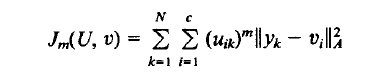 J_m(U, v) = \sum_{k=1}^{N} \sum_{i=1}^{c} (u_{ik})^m \|y_k - v_i\|_A^2